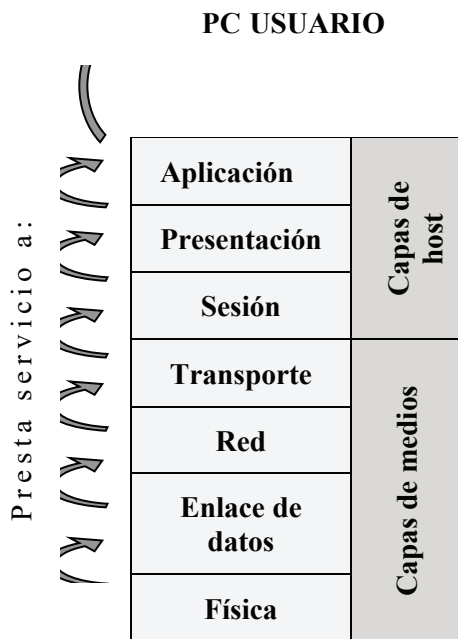 PC USUARIO
Presta servicio a:
Aplicación
Presentación
Sesión
Transporte
Red
Enlace de
datos
Física
Capas de
host
Capas de medios